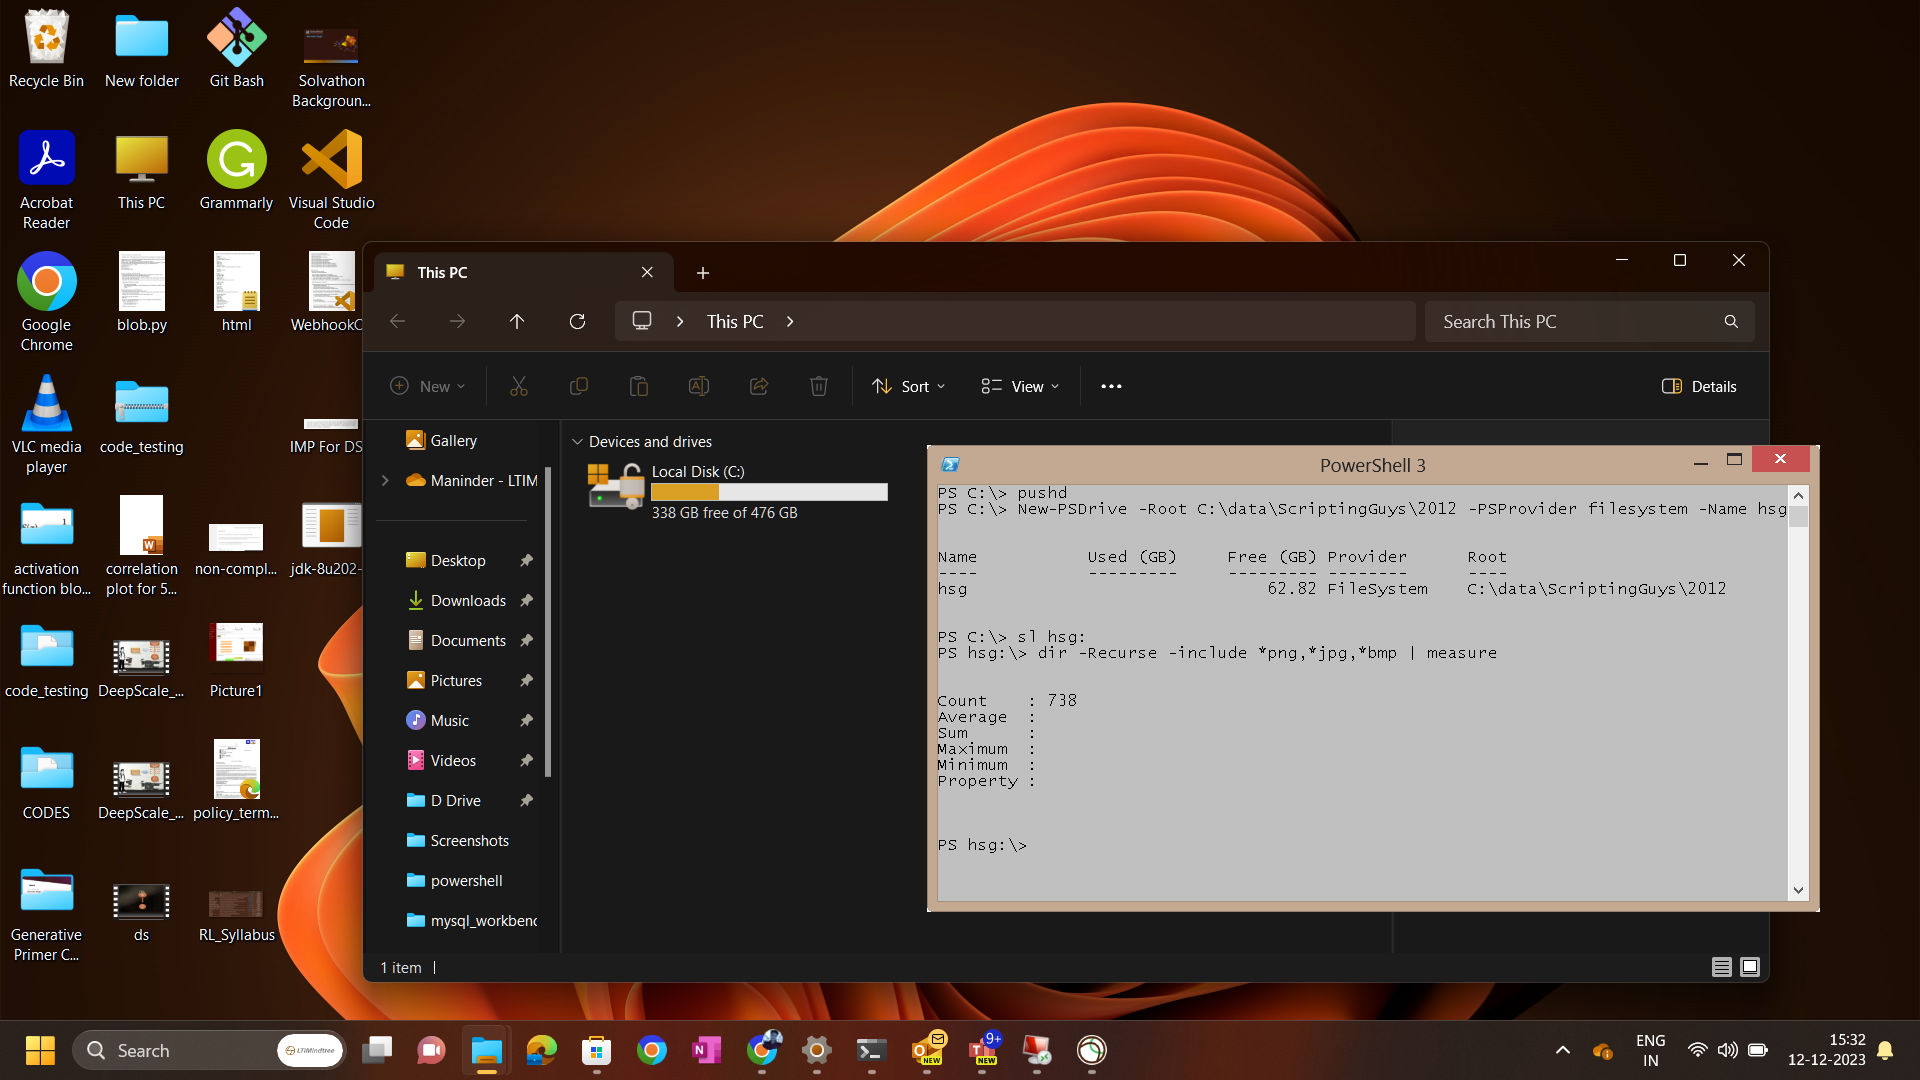 Recycle Bin
New folder
Git Bash
Solvathon
Backgroun...
Acrobat
Reader
This PC
Grammarly
Visual Studio
Code
Google
Chrome
blob.py
html
WebhookC
VLC media
player
code_testing
IMP For DS
activation
function blo...
correlation
plot for 5...
non-compl...
jdk-8u202-
code_testing
DeepScale_...
Picture1
CODES
DeepScale_...
policy_term...
Generative
Primer C...
ds
RL_Syllabus
This PC
This PC
Search This PC
New
Sort
View
Details
Gallery
Maninder - LTIM
Desktop
Downloads
Documents
Pictures
Music
Videos
D Drive
Screenshots
powershell
mysql_workbenc
Devices and drives
Local Disk (C:)
338 GB free of 476 GB
1 item
PowerShell 3
PS C:\> pushd
PS C:\> New-PSDrive -Root C:\data\ScriptingGuys\2012 -PSProvider filesystem -Name hsg
Name Used (GB) Free (GB) Provider Root
---- --------- --------- -------- ----
hsg 62.82 FileSystem C:\data\ScriptingGuys\2012
PS C:\> sl hsg:
PS hsg:\> dir -Recurse -include *png,*jpg,*bmp | measure
Count : 738
Average :
Sum :
Maximum :
Minimum :
Property :
PS hsg:\>
Search
LTIMindtree
NEW
9+
NEW
ENG
IN
15:32
12-12-2023